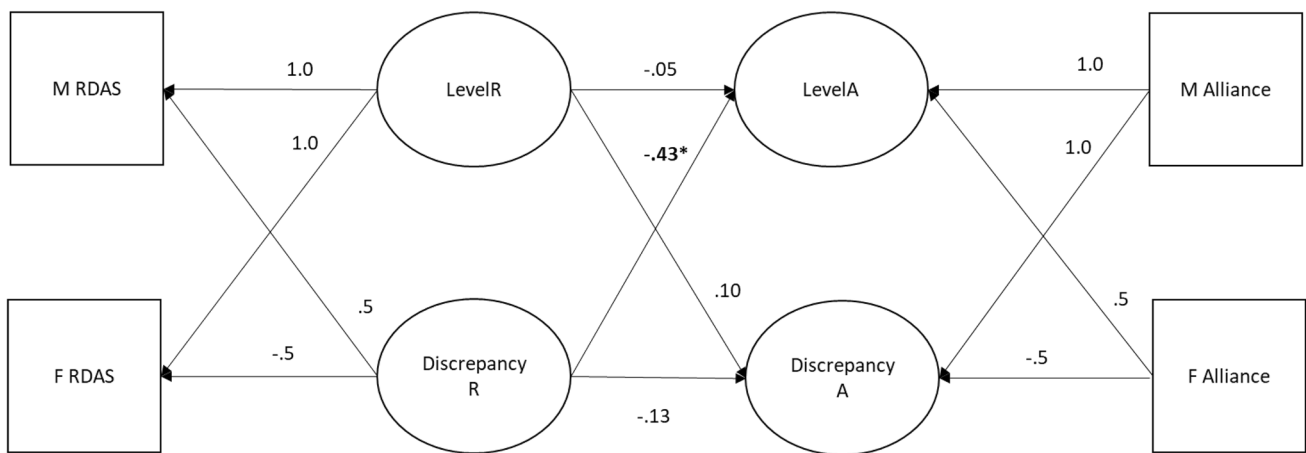 M RDAS
1.0
LevelR
-.05
LevelA
1.0
M Alliance
1.0
-.43*
1.0
F RDAS
-.5
.5
Discrepancy
R
.10
-.13
Discrepancy
A
-.5
.5
F Alliance